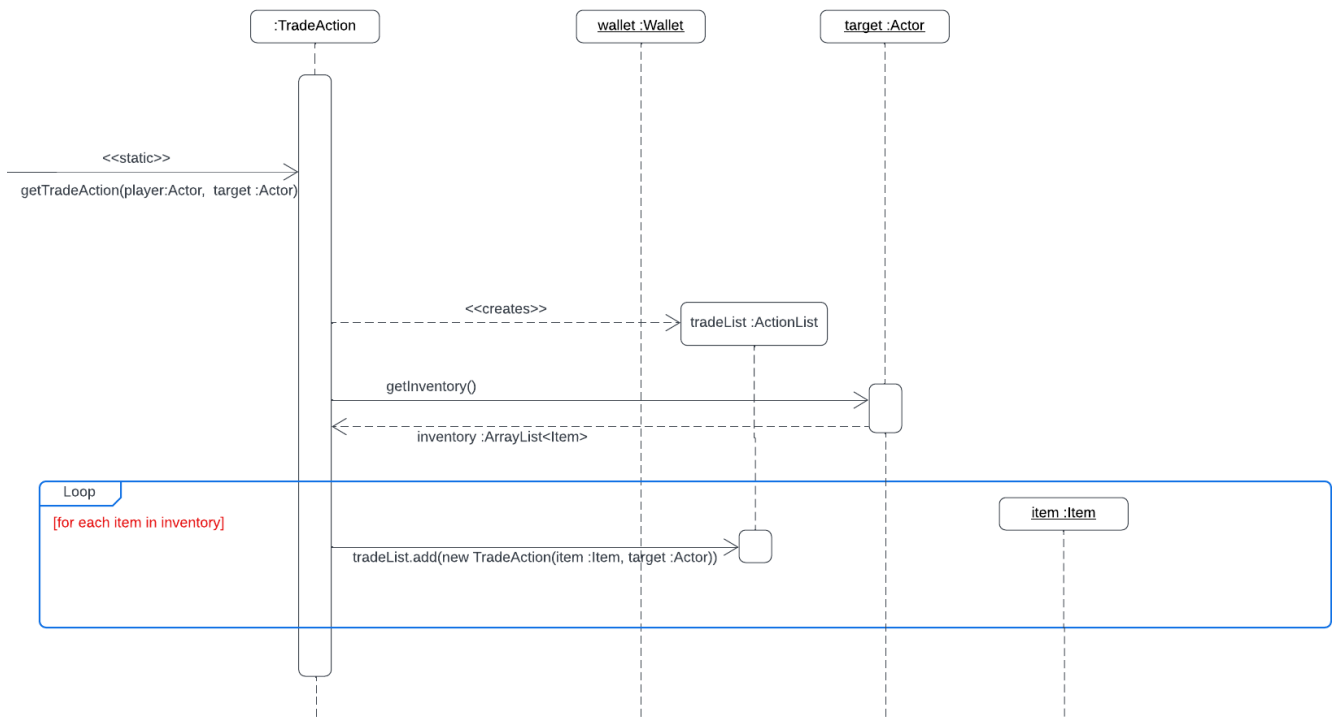 :TradeAction
wallet :Wallet
target :Actor
<<static>>
getTradeAction(player:Actor,  target :Actor)
<<creates>>
tradeList :ActionList
getInventory()
inventory :ArrayList<Item>
Loop
[for each item in inventory]
item :Item
tradeList.add(new TradeAction(item :Item, target :Actor))